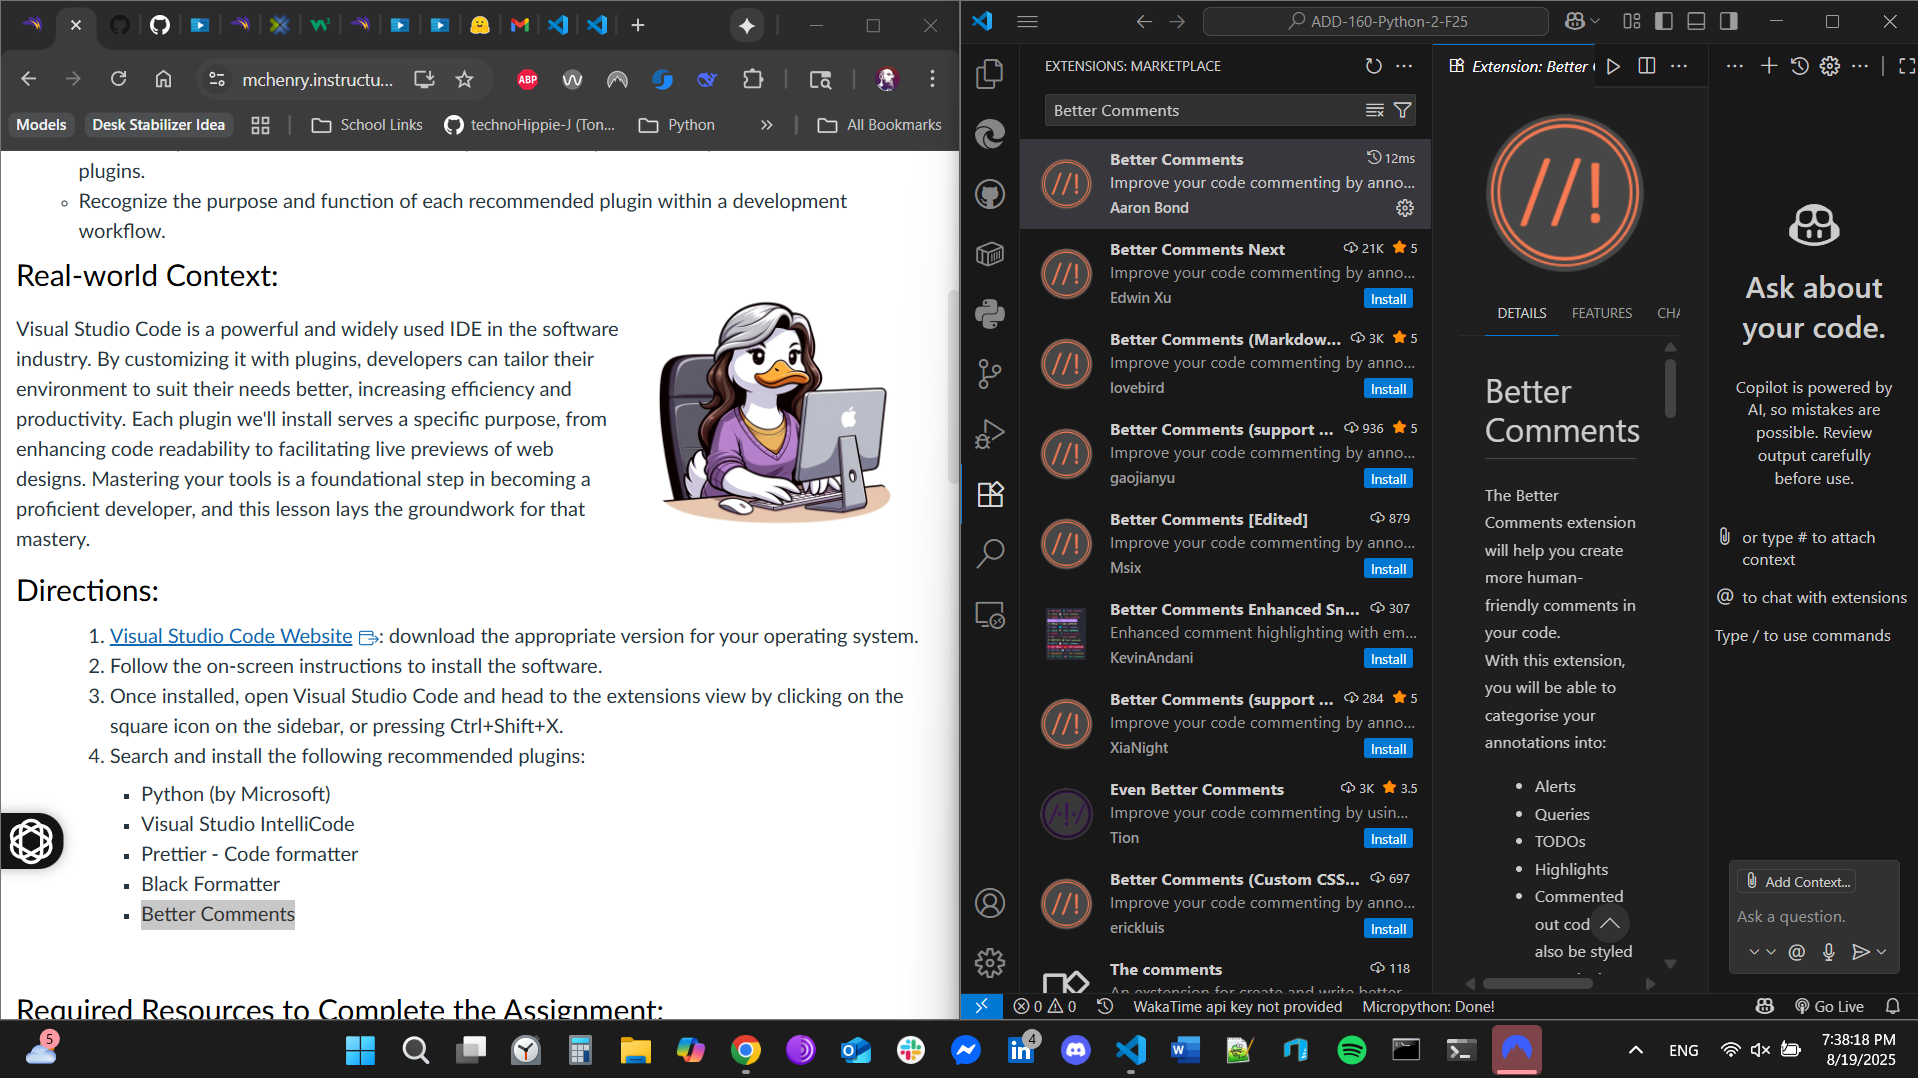 mchenry.instructu...
ABP
Models
Desk Stabilizer Idea
School Links
technoHippie-J (Ton...
Python
»
All Bookmarks
plugins.
Recognize the purpose and function of each recommended plugin within a development
workflow.
Real-world Context:
Visual Studio Code is a powerful and widely used IDE in the software
industry. By customizing it with plugins, developers can tailor their
environment to suit their needs better, increasing efficiency and
productivity. Each plugin we'll install serves a specific purpose, from
enhancing code readability to facilitating live previews of web
designs. Mastering your tools is a foundational step in becoming a
proficient developer, and this lesson lays the groundwork for that
mastery.
Directions:
1. Visual Studio Code Website : download the appropriate version for your operating system.
2. Follow the on-screen instructions to install the software.
3. Once installed, open Visual Studio Code and head to the extensions view by clicking on the
square icon on the sidebar, or pressing Ctrl+Shift+X.
4. Search and install the following recommended plugins:
Python (by Microsoft)
Visual Studio IntelliCode
Prettier - Code formatter
Black Formatter
Better Comments
Required Resources to Complete the Assignment:
ADD-160-Python-2-F25
EXTENSIONS: MARKETPLACE
Better Comments
Better Comments 12ms
Improve your code commenting by anno...
Aaron Bond
Better Comments Next 21K 5
Improve your code commenting by anno...
Edwin Xu Install
Better Comments (Markdow... 3K 5
Improve your code commenting by anno...
lovebird Install
Better Comments (support ... 936 5
Improve your code commenting by anno...
gaojianyu Install
Better Comments [Edited] 879
Improve your code commenting by anno...
Msix Install
Better Comments Enhanced Sn... 307
Enhanced comment highlighting with em...
KevinAndani Install
Better Comments (support ... 284 5
Improve your code commenting by anno...
XiaNight Install
Even Better Comments 3K 3.5
Improve your code commenting by usin...
Tion Install
Better Comments (Custom CSS... 697
Improve your code commenting by anno...
erickluis Install
The comments 118
An extension for create and write better
Extension: Better C
//!
DETAILS FEATURES CHA
Better
Comments
The Better
Comments extension
will help you create
more human-
friendly comments in
your code.
With this extension,
you will be able to
categorise your
annotations into:
Alerts
Queries
TODOs
Highlights
Commented
out cod
also be styled
Ask about
your code.
Copilot is powered by
AI, so mistakes are
possible. Review
output carefully
before use.
or type # to attach
context
@ to chat with extensions
Type / to use commands
Add Context...
Ask a question.
0 0 WakaTime api key not provided Micropython: Done! Go Live
5
4
ENG
7:38:18 PM
8/19/2025